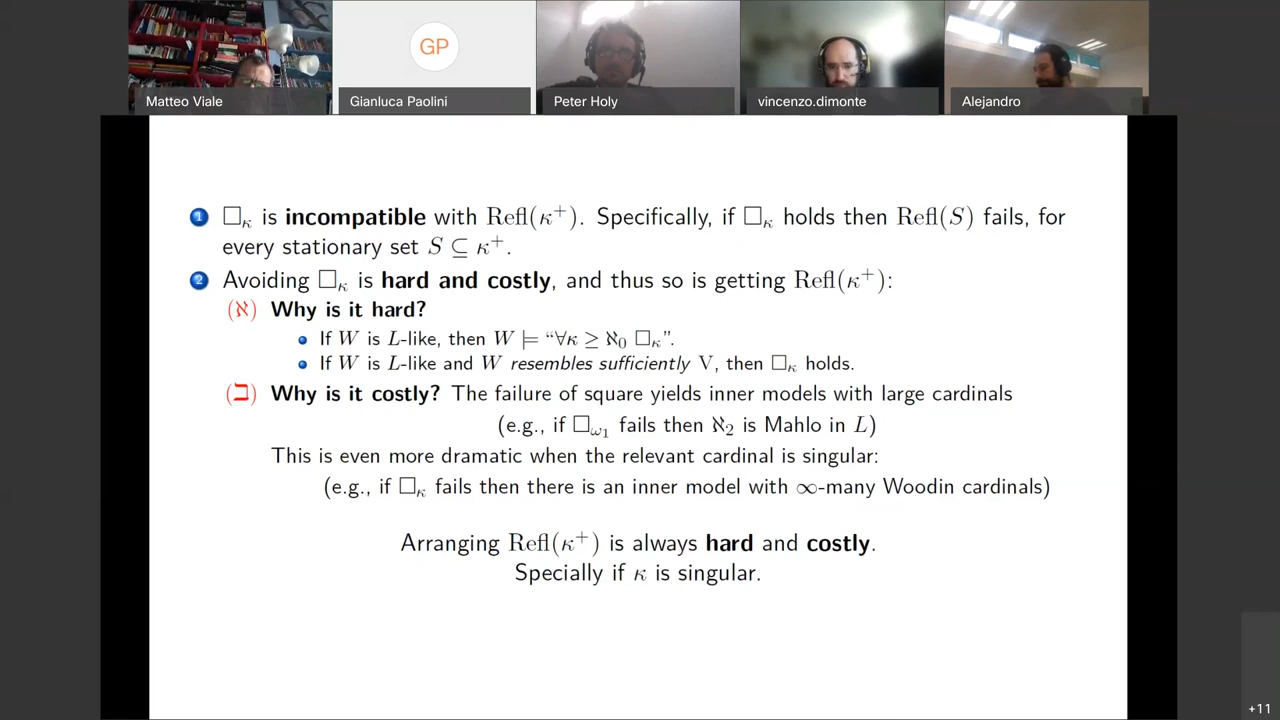 GP
Matteo Viale
Gianluca Paolini
Peter Holy
vincenzo.dimonte
Alejandro
1 □κ is incompatible with Refl(κ⁺). Specifically, if □κ holds then Refl(S) fails, for
every stationary set S ⊆ κ⁺.
2 Avoiding □κ is hard and costly, and thus so is getting Refl(κ⁺):
(ℵ) Why is it hard?
If W is L-like, then W ⊨ “∀κ ≥ ℵ₀ □κ”.
If W is L-like and W resembles sufficiently V, then □κ holds.
(ℶ) Why is it costly? The failure of square yields inner models with large cardinals
(e.g., if □ω₁ fails then ℵ₂ is Mahlo in L)
This is even more dramatic when the relevant cardinal is singular:
(e.g., if □κ fails then there is an inner model with ∞-many Woodin cardinals)
Arranging Refl(κ⁺) is always hard and costly.
Specially if κ is singular.
+11